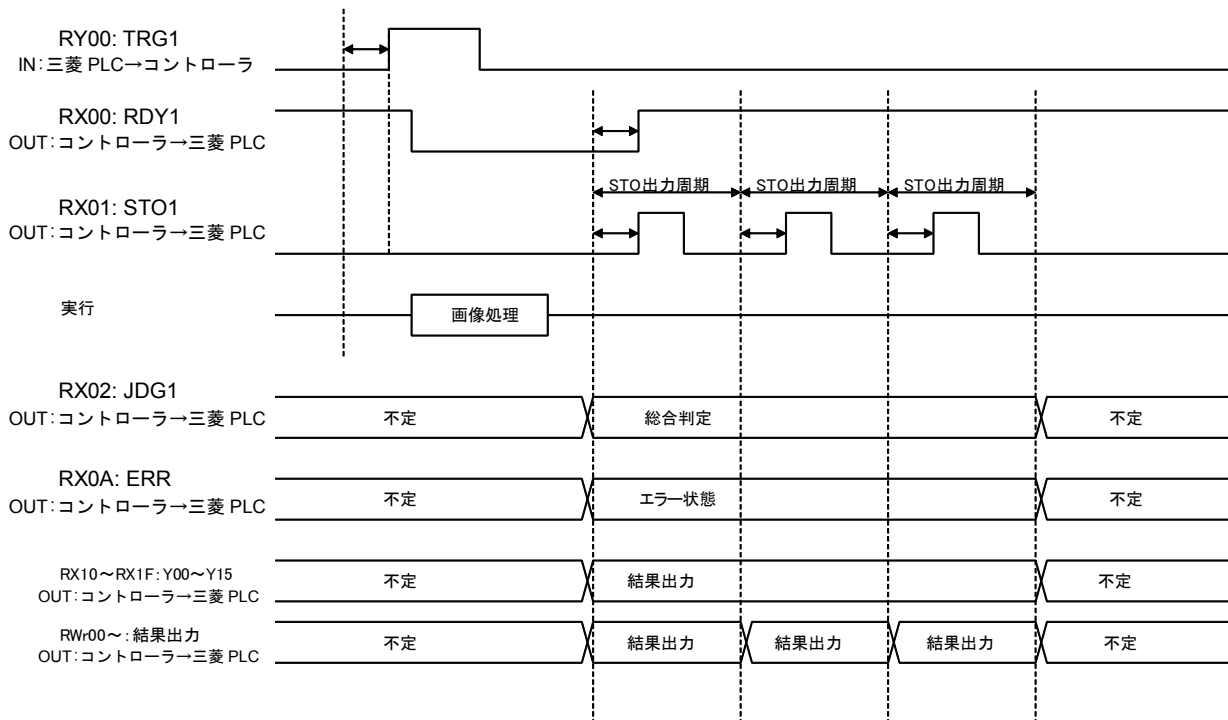 RY00: TRG1
IN:三菱 PLC→コントローラ
RX00: RDY1
OUT:コントローラ→三菱 PLC
STO出力周期 STO出力周期 STO出力周期
RX01: STO1
OUT:コントローラ→三菱 PLC
実行 画像処理
RX02: JDG1
OUT:コントローラ→三菱 PLC
不定 総合判定 不定
RX0A: ERR
OUT:コントローラ→三菱 PLC
不定 エラー状態 不定
RX10～RX1F:Y00～Y15
OUT:コントローラ→三菱 PLC
不定 結果出力 不定
RWr00～:結果出力
OUT:コントローラ→三菱 PLC
不定 結果出力 結果出力 結果出力 不定